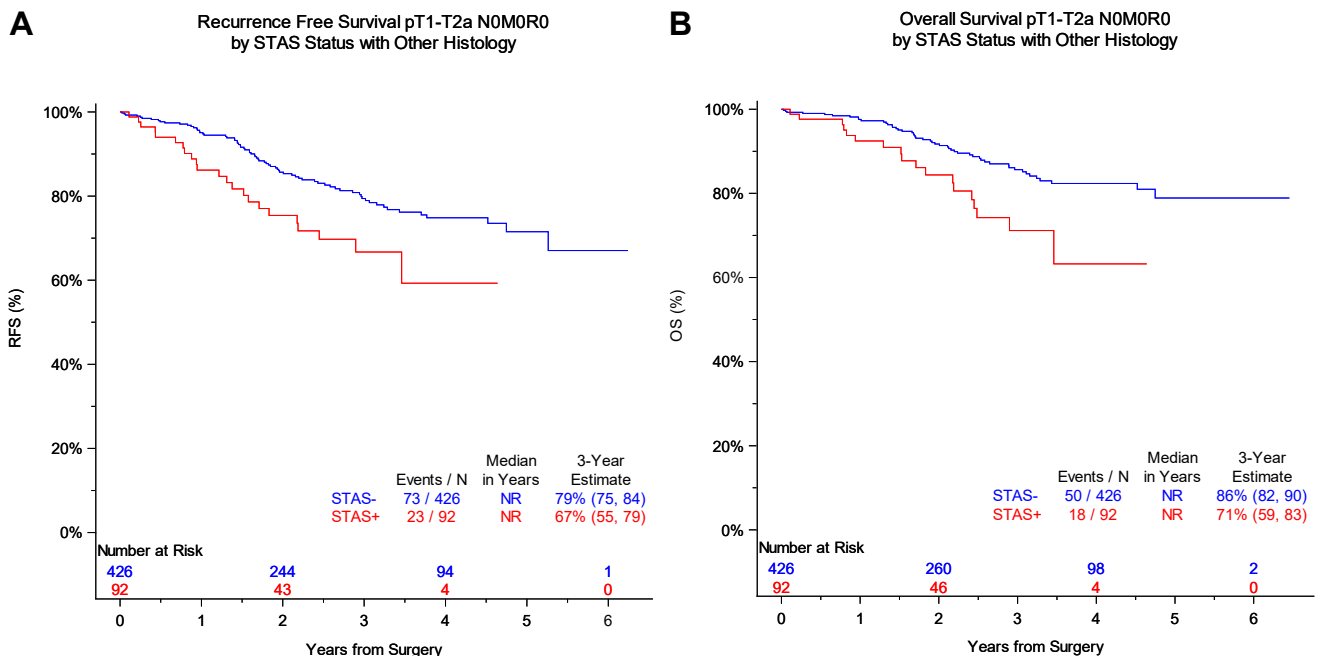 A
Recurrence Free Survival pT1-T2a N0M0R0
by STAS Status with Other Histology
100%
80%
60%
40%
20%
0%
RFS (%)
Median 3-Year
Events / N in Years Estimate
STAS- 73 / 426 NR 79% (75, 84)
STAS+ 23 / 92 NR 67% (55, 79)
Number at Risk
426 244 94 1
92 43 4 0
0 1 2 3 4 5 6
Years from Surgery
B
Overall Survival pT1-T2a N0M0R0
by STAS Status with Other Histology
100%
80%
60%
40%
20%
0%
OS (%)
Median 3-Year
Events / N in Years Estimate
STAS- 50 / 426 NR 86% (82, 90)
STAS+ 18 / 92 NR 71% (59, 83)
Number at Risk
426 260 98 2
92 46 4 0
0 1 2 3 4 5 6
Years from Surgery